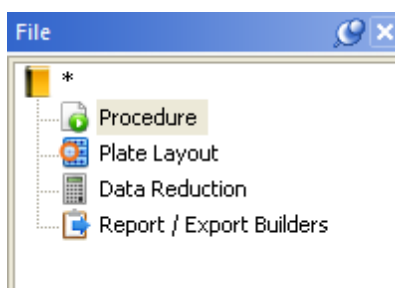 File
*
Procedure
Plate Layout
Data Reduction
Report / Export Builders